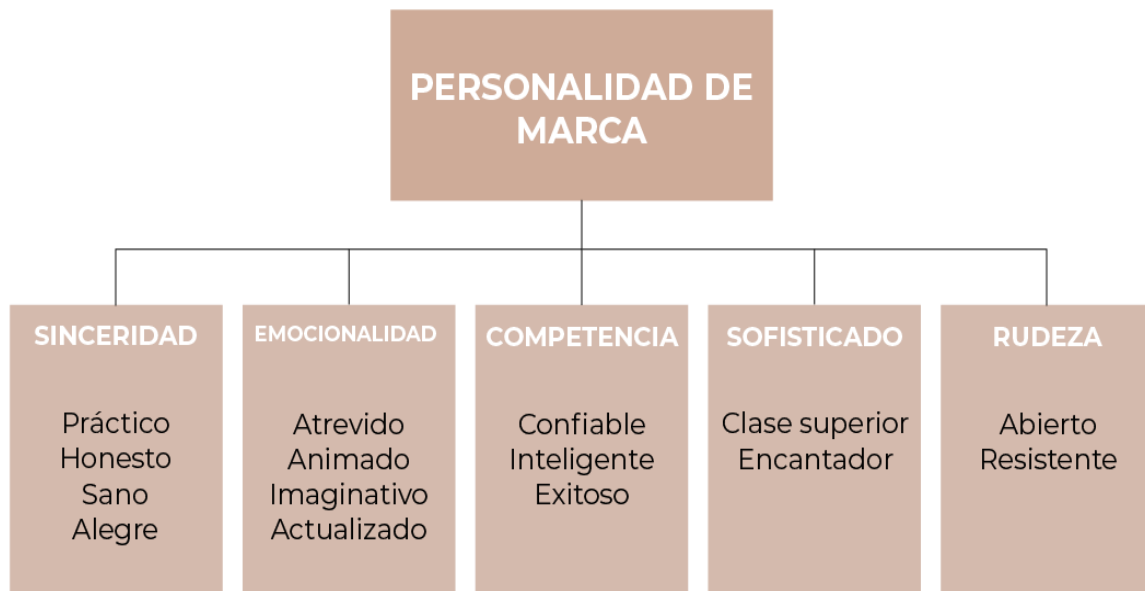 PERSONALIDAD DE
MARCA
SINCERIDAD
Práctico
Honesto
Sano
Alegre
EMOCIONALIDAD
Atrevido
Animado
Imaginativo
Actualizado
COMPETENCIA
Confiable
Inteligente
Exitoso
SOFISTICADO
Clase superior
Encantador
RUDEZA
Abierto
Resistente